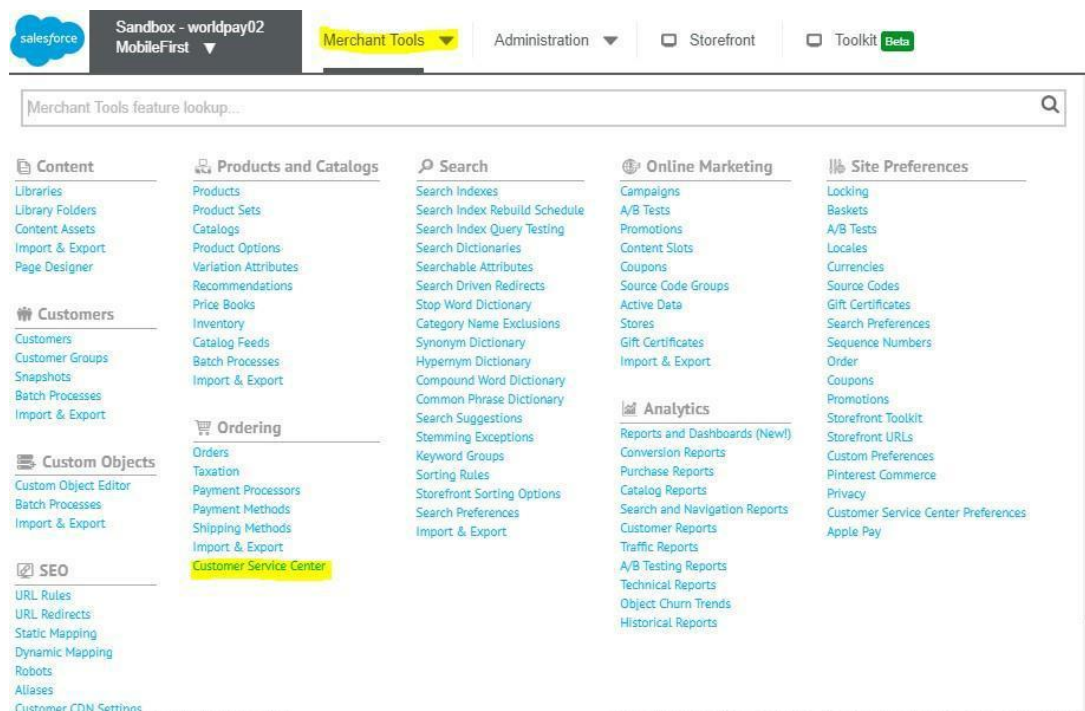 salesforce
Sandbox - worldpay02
MobileFirst
Merchant Tools
Administration
Storefront
Toolkit Beta
Merchant Tools feature lookup...
Content
Libraries
Library Folders
Content Assets
Import & Export
Page Designer
Customers
Customers
Customer Groups
Snapshots
Batch Processes
Import & Export
Custom Objects
Custom Object Editor
Batch Processes
Import & Export
SEO
URL Rules
URL Redirects
Static Mapping
Dynamic Mapping
Robots
Aliases
Customer CDN Settings
Products and Catalogs
Products
Product Sets
Catalogs
Product Options
Variation Attributes
Recommendations
Price Books
Inventory
Catalog Feeds
Batch Processes
Import & Export
Ordering
Orders
Taxation
Payment Processors
Payment Methods
Shipping Methods
Import & Export
Customer Service Center
Search
Search Indexes
Search Index Rebuild Schedule
Search Index Query Testing
Search Dictionaries
Searchable Attributes
Search Driven Redirects
Stop Word Dictionary
Category Name Exclusions
Synonym Dictionary
Hypernym Dictionary
Compound Word Dictionary
Common Phrase Dictionary
Search Suggestions
Stemming Exceptions
Keyword Groups
Sorting Rules
Storefront Sorting Options
Search Preferences
Import & Export
Online Marketing
Campaigns
A/B Tests
Promotions
Content Slots
Coupons
Source Code Groups
Active Data
Stores
Gift Certificates
Import & Export
Analytics
Reports and Dashboards (New!)
Conversion Reports
Purchase Reports
Catalog Reports
Search and Navigation Reports
Customer Reports
Traffic Reports
A/B Testing Reports
Technical Reports
Object Churn Trends
Historical Reports
Site Preferences
Locking
Baskets
A/B Tests
Locales
Currencies
Source Codes
Gift Certificates
Search Preferences
Sequence Numbers
Order
Coupons
Promotions
Storefront Toolkit
Storefront URLs
Custom Preferences
Pinterest Commerce
Privacy
Customer Service Center Preferences
Apple Pay